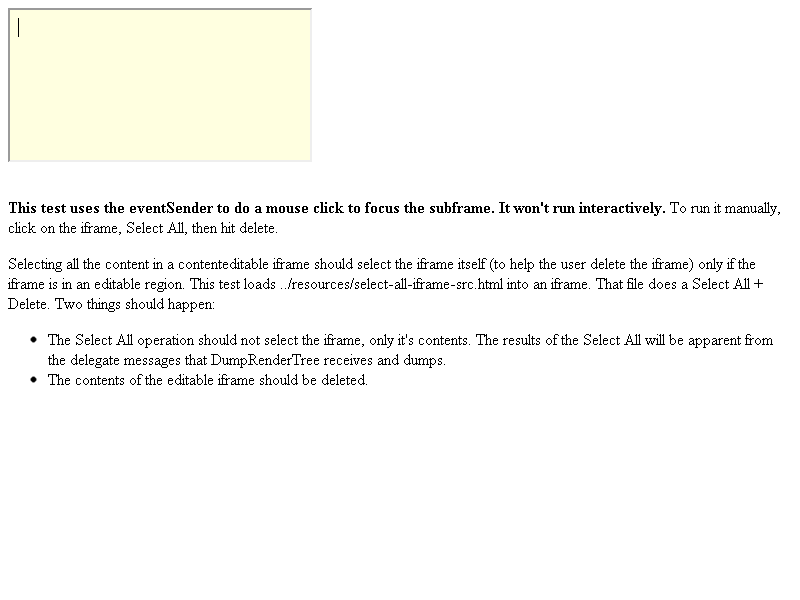 This test uses the eventSender to do a mouse click to focus the subframe. It won't run interactively. To run it manually,
click on the iframe, Select All, then hit delete.
Selecting all the content in a contenteditable iframe should select the iframe itself (to help the user delete the iframe) only if the
iframe is in an editable region. This test loads ../resources/select-all-iframe-src.html into an iframe. That file does a Select All +
Delete. Two things should happen:
• The Select All operation should not select the iframe, only it's contents. The results of the Select All will be apparent from
the delegate messages that DumpRenderTree receives and dumps.
• The contents of the editable iframe should be deleted.